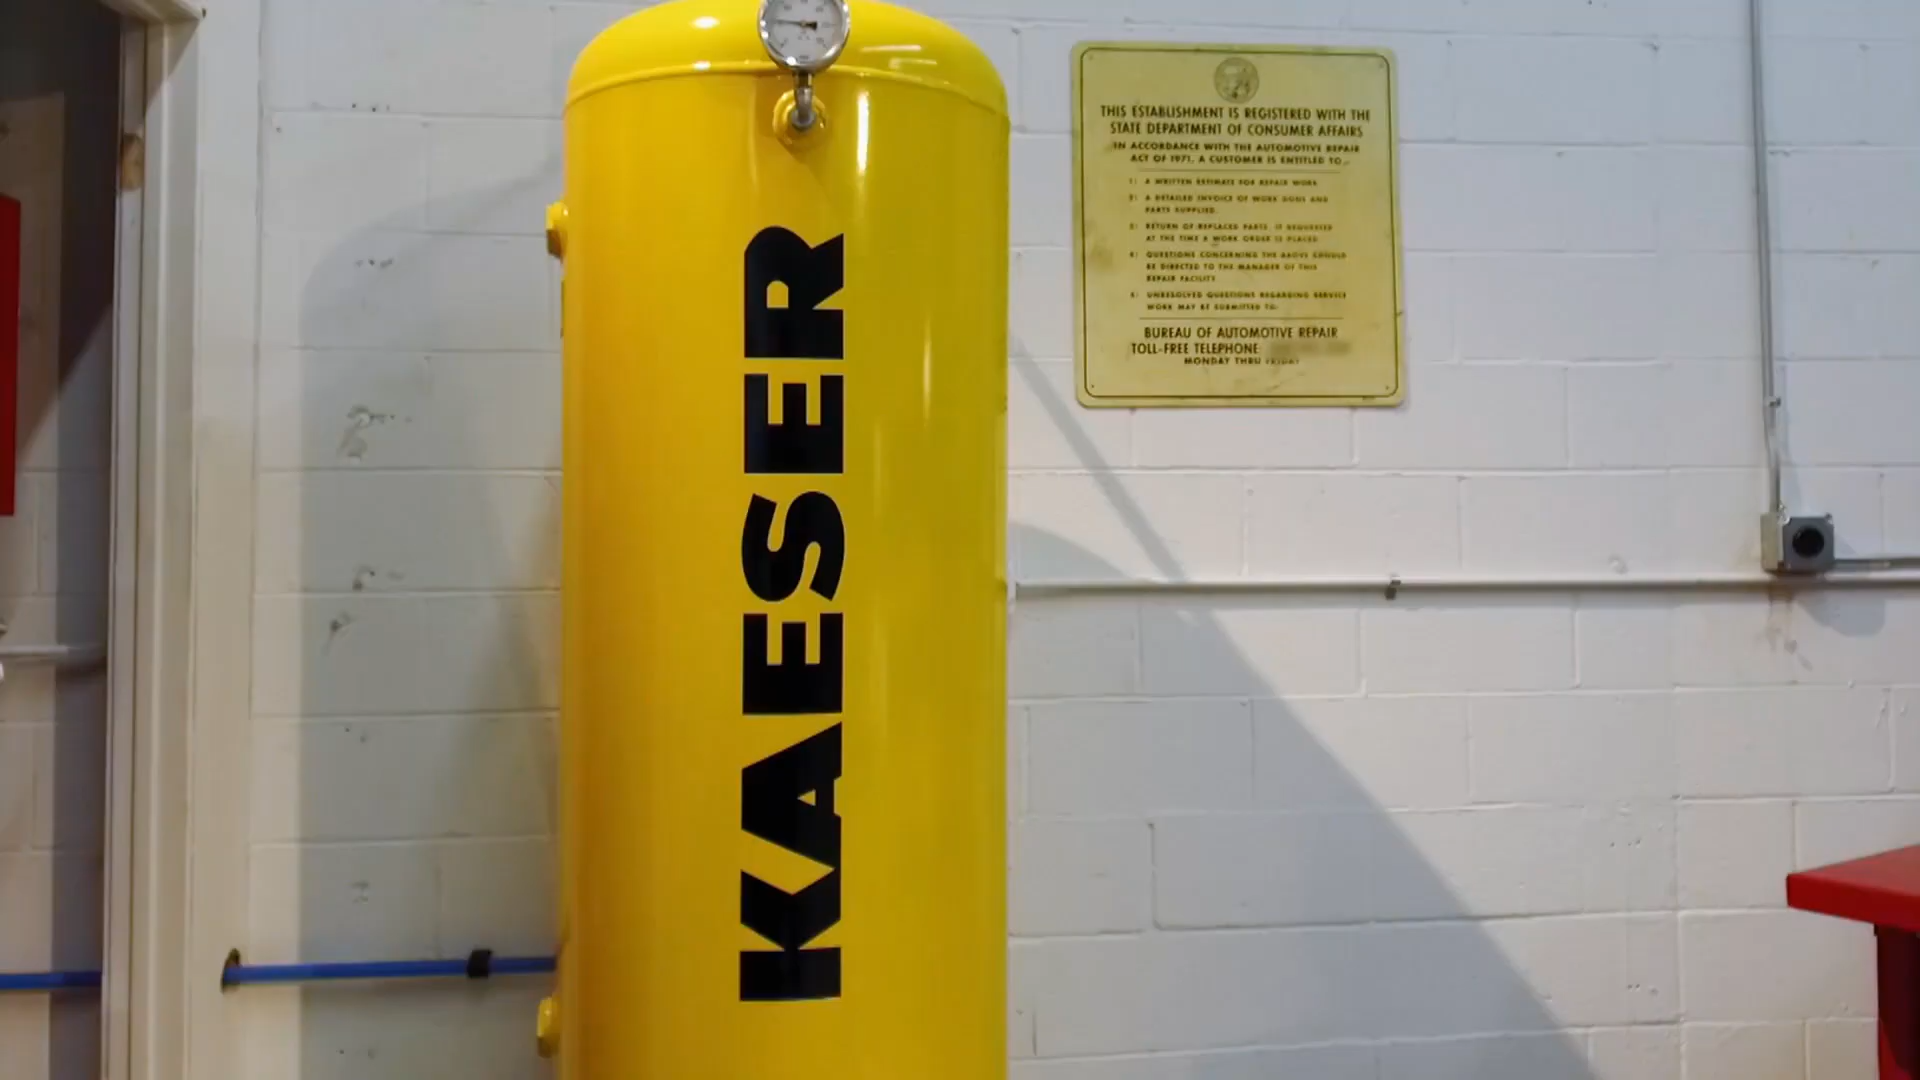 KAESER
THIS ESTABLISHMENT IS REGISTERED WITH THE
STATE DEPARTMENT OF CONSUMER AFFAIRS
IN ACCORDANCE WITH THE AUTOMOTIVE REPAIR
ACT OF 1971, A CUSTOMER IS ENTITLED TO...
1) A WRITTEN ESTIMATE FOR REPAIR WORK.
2) A DETAILED INVOICE OF WORK DONE AND
PARTS SUPPLIED.
3) RETURN OF REPLACED PARTS, IF REQUESTED
AT THE TIME A WORK ORDER IS PLACED.
4) QUESTIONS CONCERNING THE ABOVE SHOULD
BE DIRECTED TO THE MANAGER OF THIS
REPAIR FACILITY
5) UNRESOLVED QUESTIONS REGARDING SERVICE
WORK MAY BE SUBMITTED TO:
BUREAU OF AUTOMOTIVE REPAIR
TOLL-FREE TELEPHONE
MONDAY THRU FRIDAY